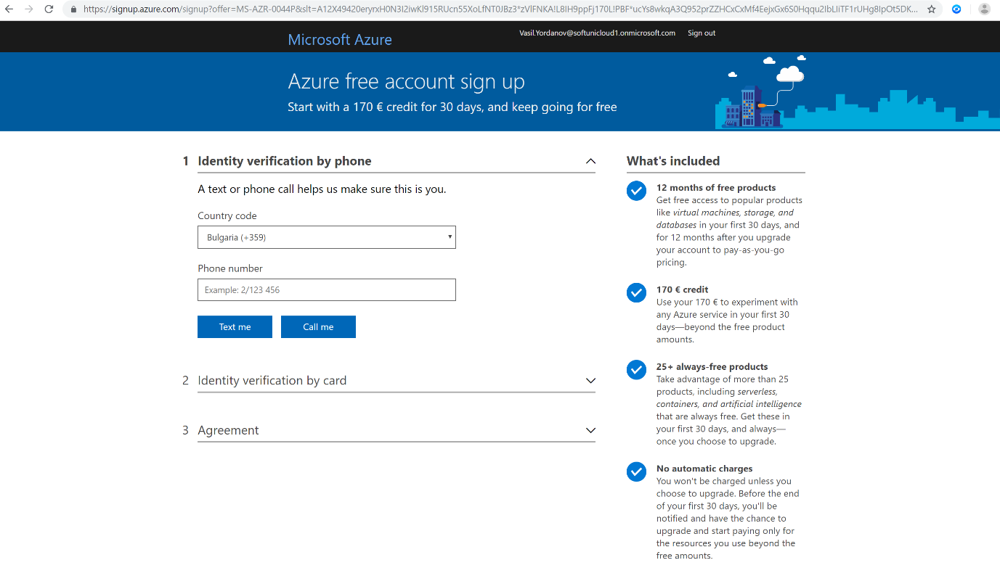 https://signup.azure.com/signup?offer=MS-AZR-0044P&slt=
Microsoft Azure
Vasil.Yordanov@softunicloud1.onmicrosoft.com Sign out
Azure free account sign up
Start with a 170 € credit for 30 days, and keep going for free
1 Identity verification by phone
A text or phone call helps us make sure this is you.
Country code
Bulgaria (+359)
Phone number
Example: 2/123 456
Text me Call me
2 Identity verification by card
3 Agreement
What's included
12 months of free products
Get free access to popular products
like virtual machines, storage, and
databases in your first 30 days, and
for 12 months after you upgrade
your account to pay-as-you-go
pricing.
170 € credit
Use your 170 € to experiment with
any Azure service in your first 30
days—beyond the free product
amounts.
25+ always-free products
Take advantage of more than 25
products, including serverless,
containers, and artificial intelligence
that are always free. Get these in
your first 30 days, and always—
once you choose to upgrade.
No automatic charges
You won't be charged unless you
choose to upgrade. Before the end
of your first 30 days, you'll be
notified and have the chance to
upgrade and start paying only for
the resources you use beyond the
free amounts.